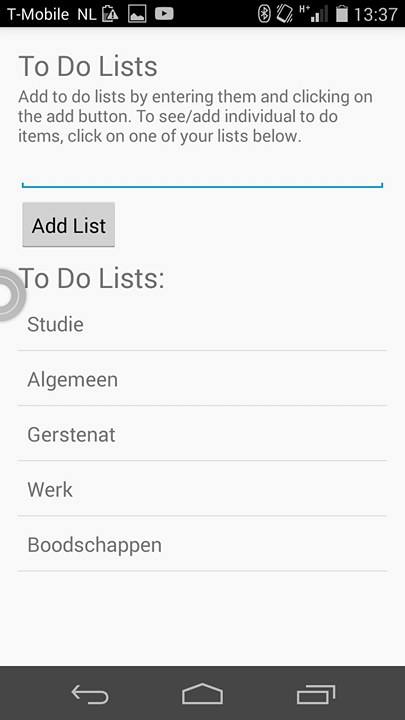 T-Mobile NL H+ 13:37
To Do Lists
Add to do lists by entering them and clicking on
the add button. To see/add individual to do
items, click on one of your lists below.
Add List
To Do Lists:
Studie
Algemeen
Gerstenat
Werk
Boodschappen